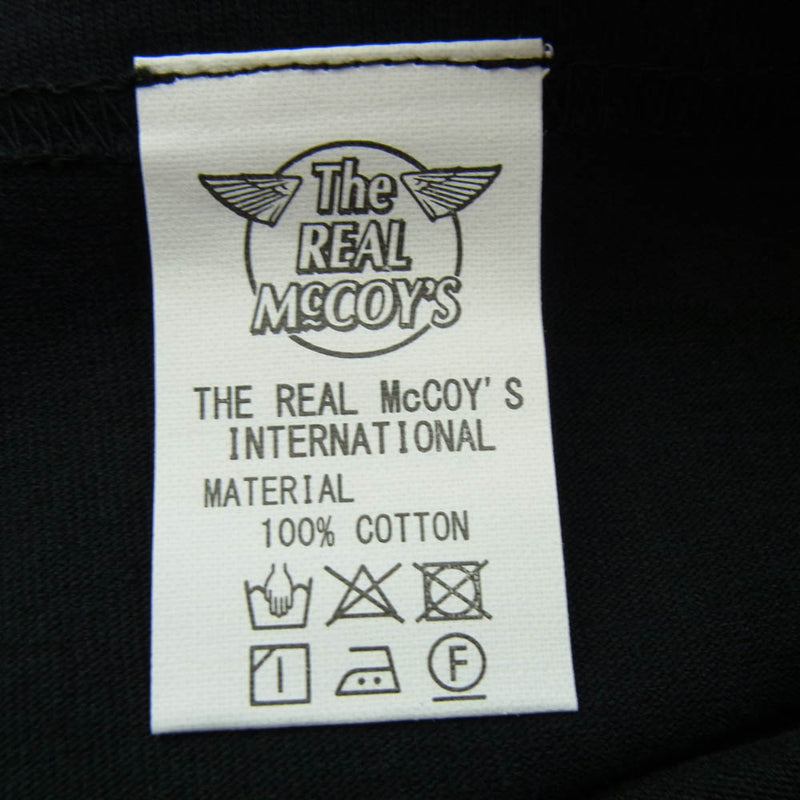 The
REAL
McCOY'S
THE REAL McCOY'S
INTERNATIONAL
MATERIAL
100% COTTON
F